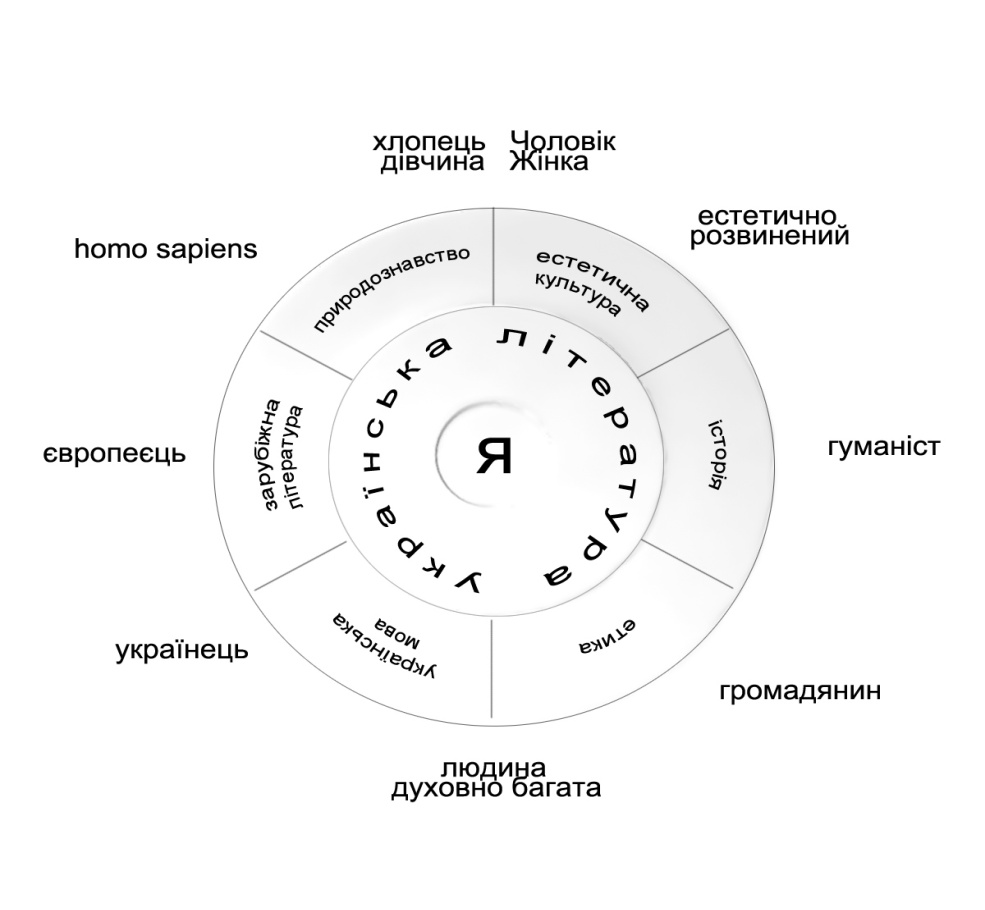 хлопець Чоловік
дівчина Жінка
естетично
розвинений
homo sapiens
природознавство
естетична
культура
українська література
Я
зарубіжна
література
історія
європеєць
гуманіст
українська
мова
етика
українець
громадянин
людина
духовно багата